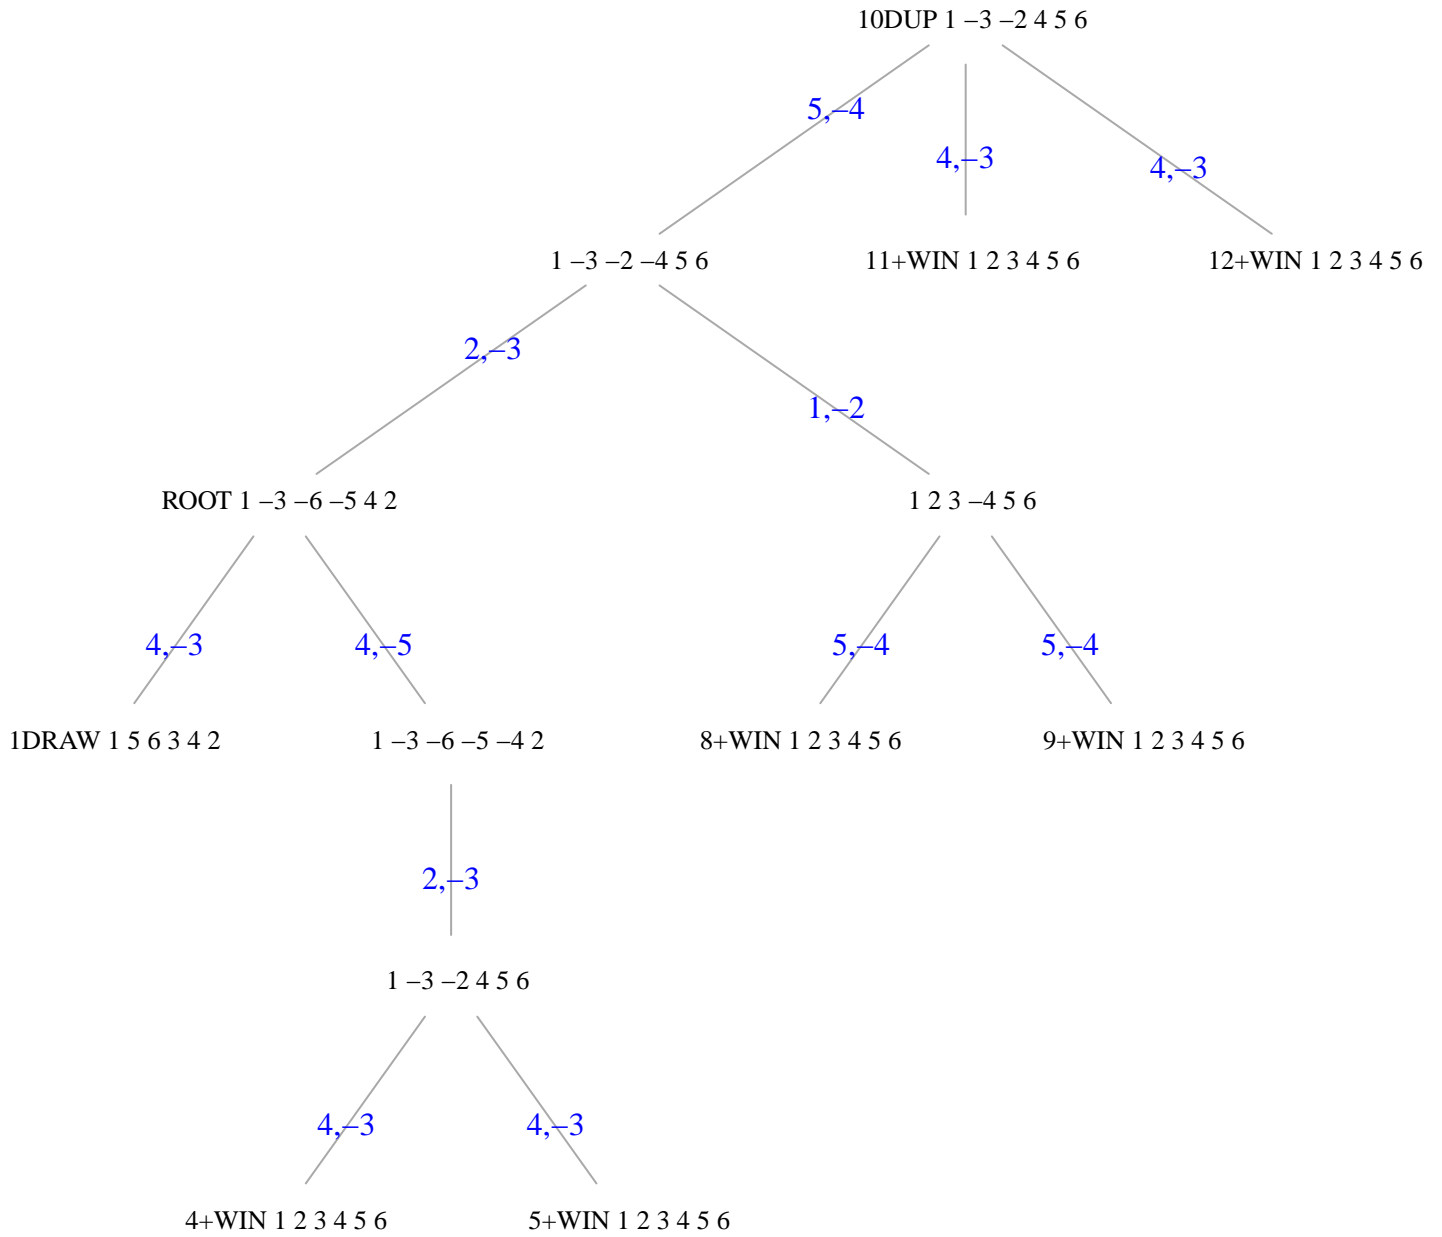 10DUP 1 –3 –2 4 5 6
5,–4
4,–3
4,–3
1 –3 –2 –4 5 6
11+WIN 1 2 3 4 5 6
12+WIN 1 2 3 4 5 6
2,–3
1,–2
ROOT 1 –3 –6 –5 4 2
1 2 3 –4 5 6
4,–3
4,–5
5,–4
5,–4
1DRAW 1 5 6 3 4 2
1 –3 –6 –5 –4 2
8+WIN 1 2 3 4 5 6
9+WIN 1 2 3 4 5 6
2,–3
1 –3 –2 4 5 6
4,–3
4,–3
4+WIN 1 2 3 4 5 6
5+WIN 1 2 3 4 5 6